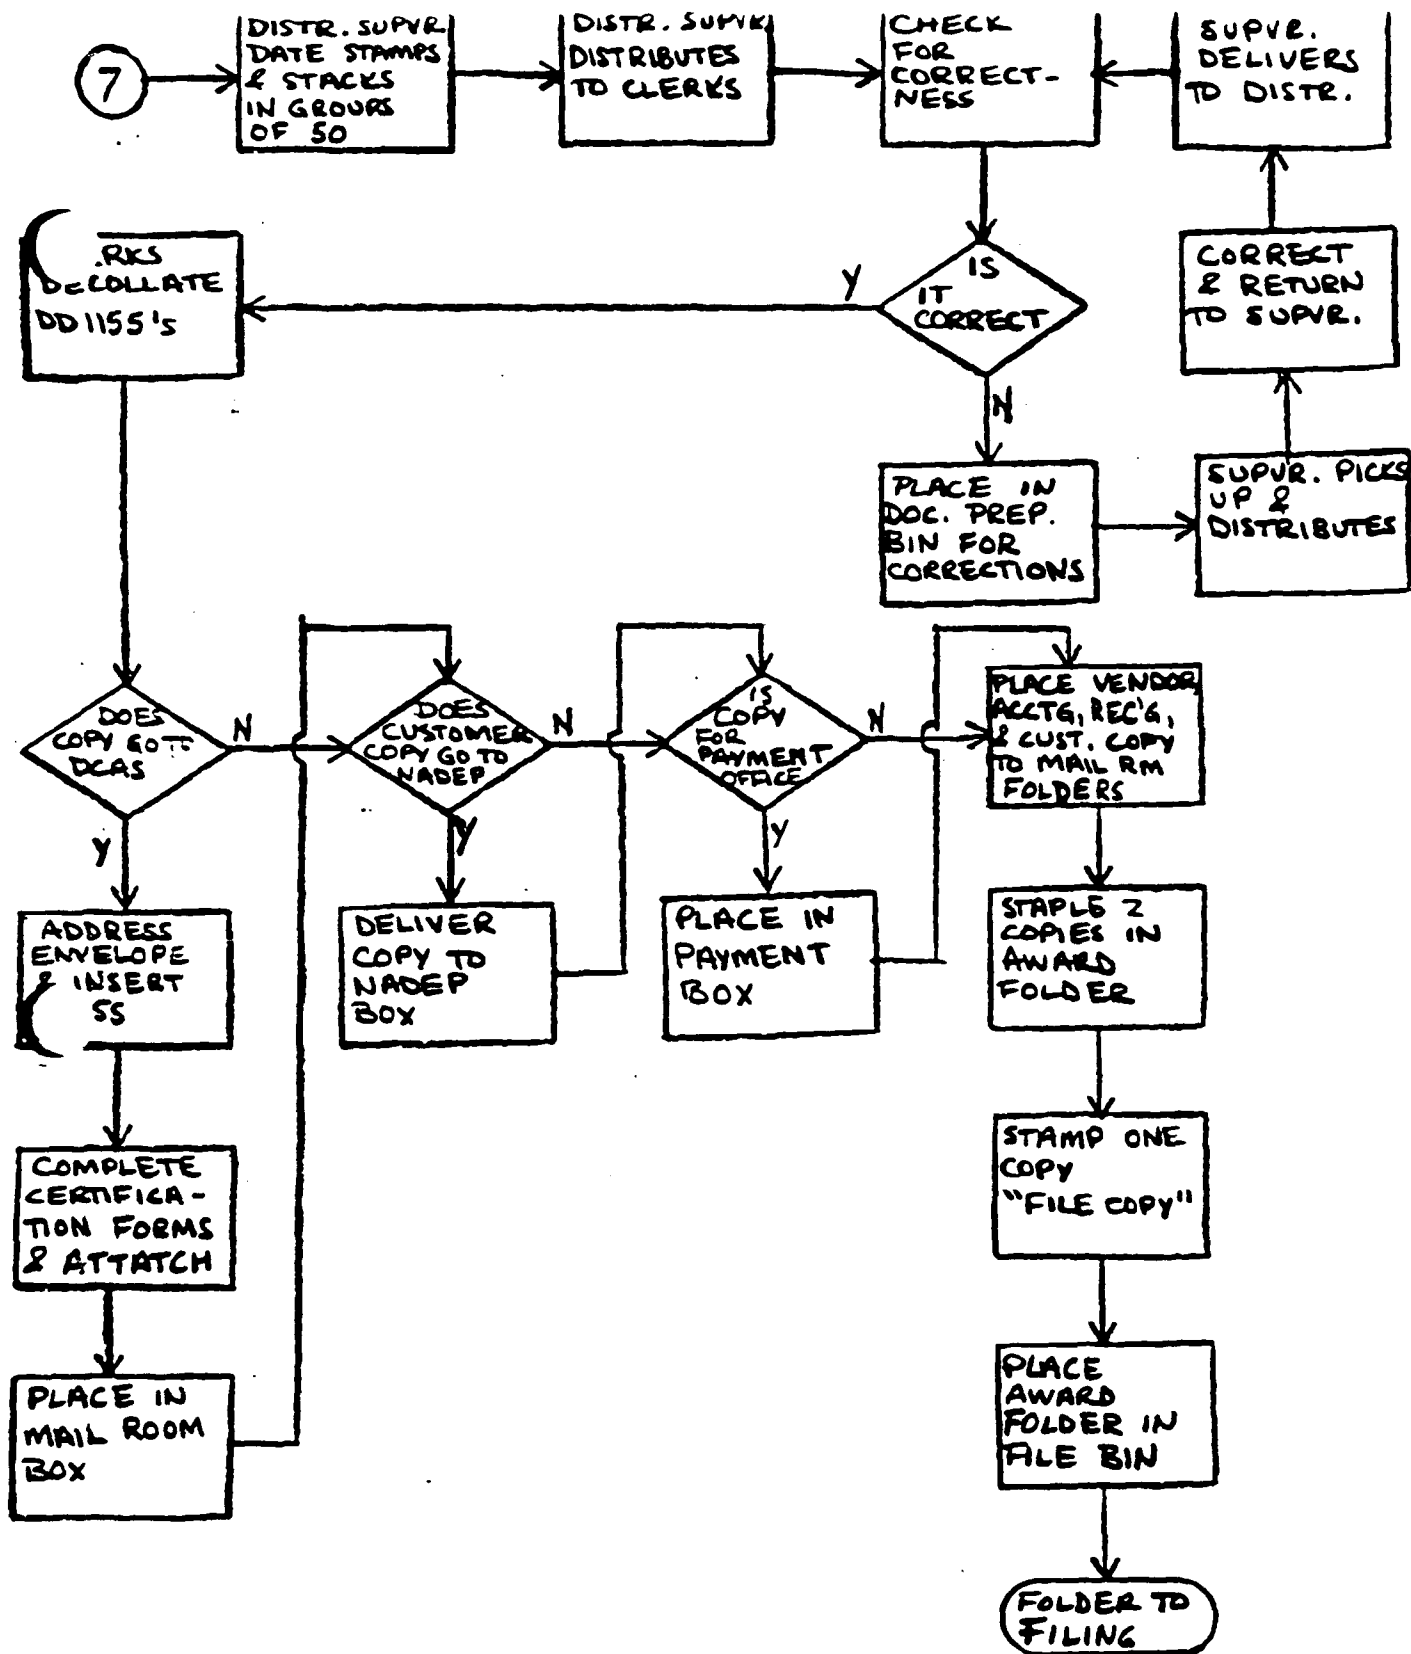 7
DISTR. SUPVR.
DATE STAMPS
& STACKS
IN GROUPS
OF 50
DISTR. SUPVR.
DISTRIBUTES
TO CLERKS
CHECK
FOR
CORRECT-
NESS
SUPVR.
DELIVERS
TO DISTR.
RKS
DECOLLATE
DD1155's
Y
IS
IT
CORRECT
N
CORRECT
& RETURN
TO SUPVR.
PLACE IN
DOC. PREP.
BIN FOR
CORRECTIONS
SUPVR. PICKS
UP &
DISTRIBUTES
DOES
COPY GO TO
DCAS
N
Y
DOES
CUSTOMER
COPY GO TO
NADEP
N
Y
IS
COPY
FOR
PAYMENT
OFFICE
N
Y
PLACE VENDOR,
ACCTG, REC'G,
& CUST. COPY
TO MAIL RM
FOLDERS
ADDRESS
ENVELOPE
& INSERT
55
DELIVER
COPY TO
NADEP
BOX
PLACE IN
PAYMENT
BOX
STAPLE 2
COPIES IN
AWARD
FOLDER
COMPLETE
CERTIFICA-
TION FORMS
& ATTATCH
STAMP ONE
COPY
"FILE COPY"
PLACE IN
MAIL ROOM
BOX
PLACE
AWARD
FOLDER IN
FILE BIN
FOLDER TO
FILING